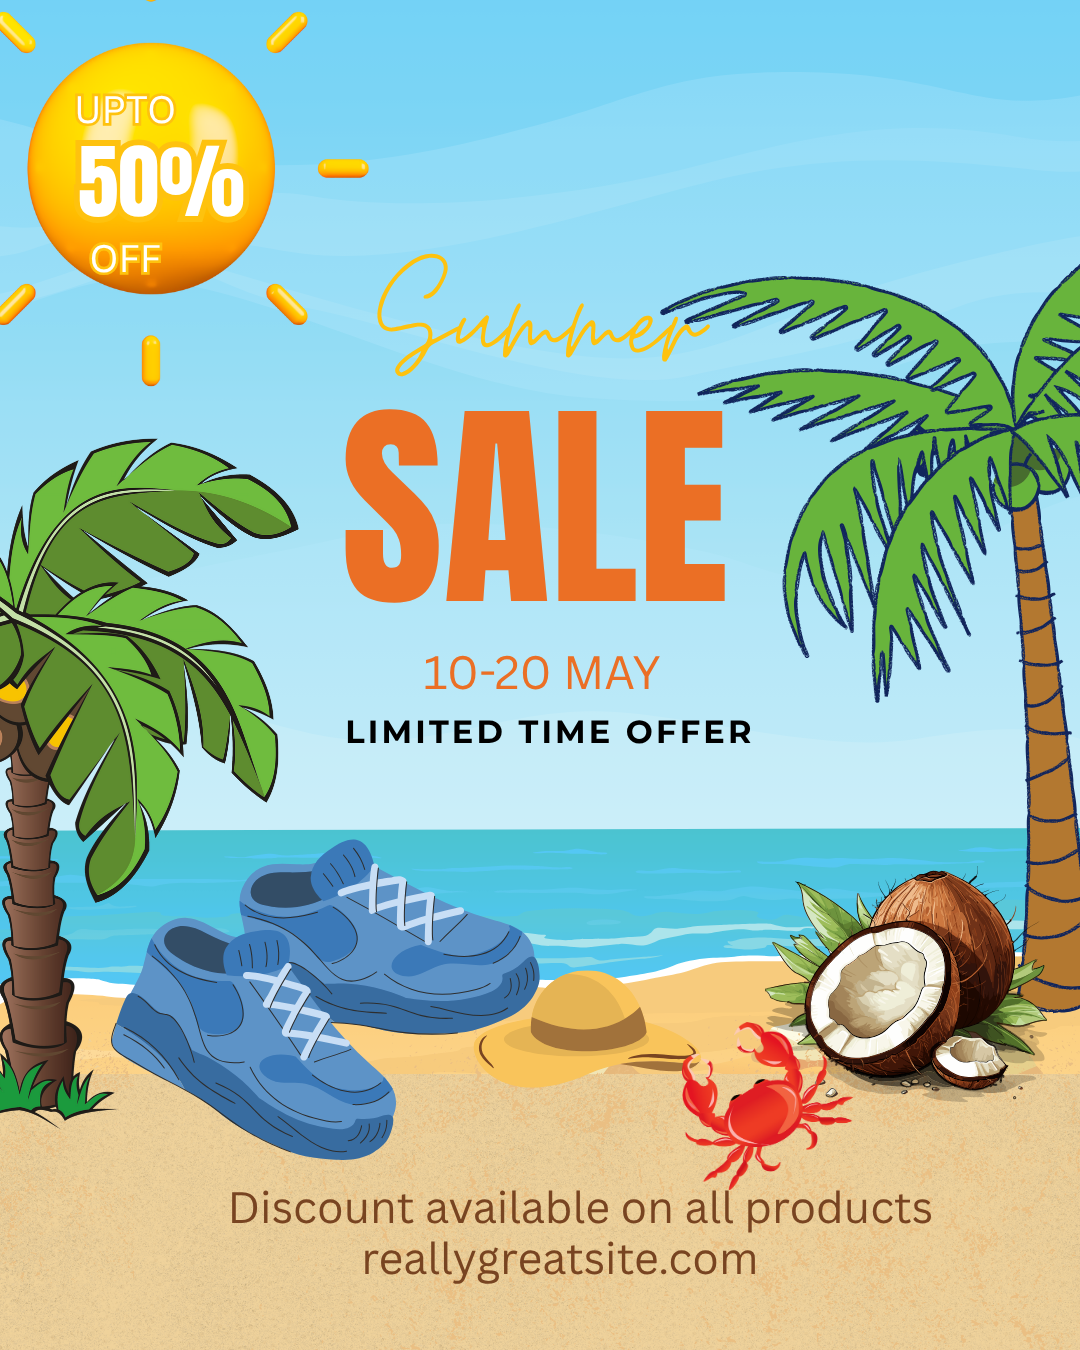 UPTO
50%
OFF
Summer
SALE
10-20 MAY
LIMITED TIME OFFER
Discount available on all products
reallygreatsite.com